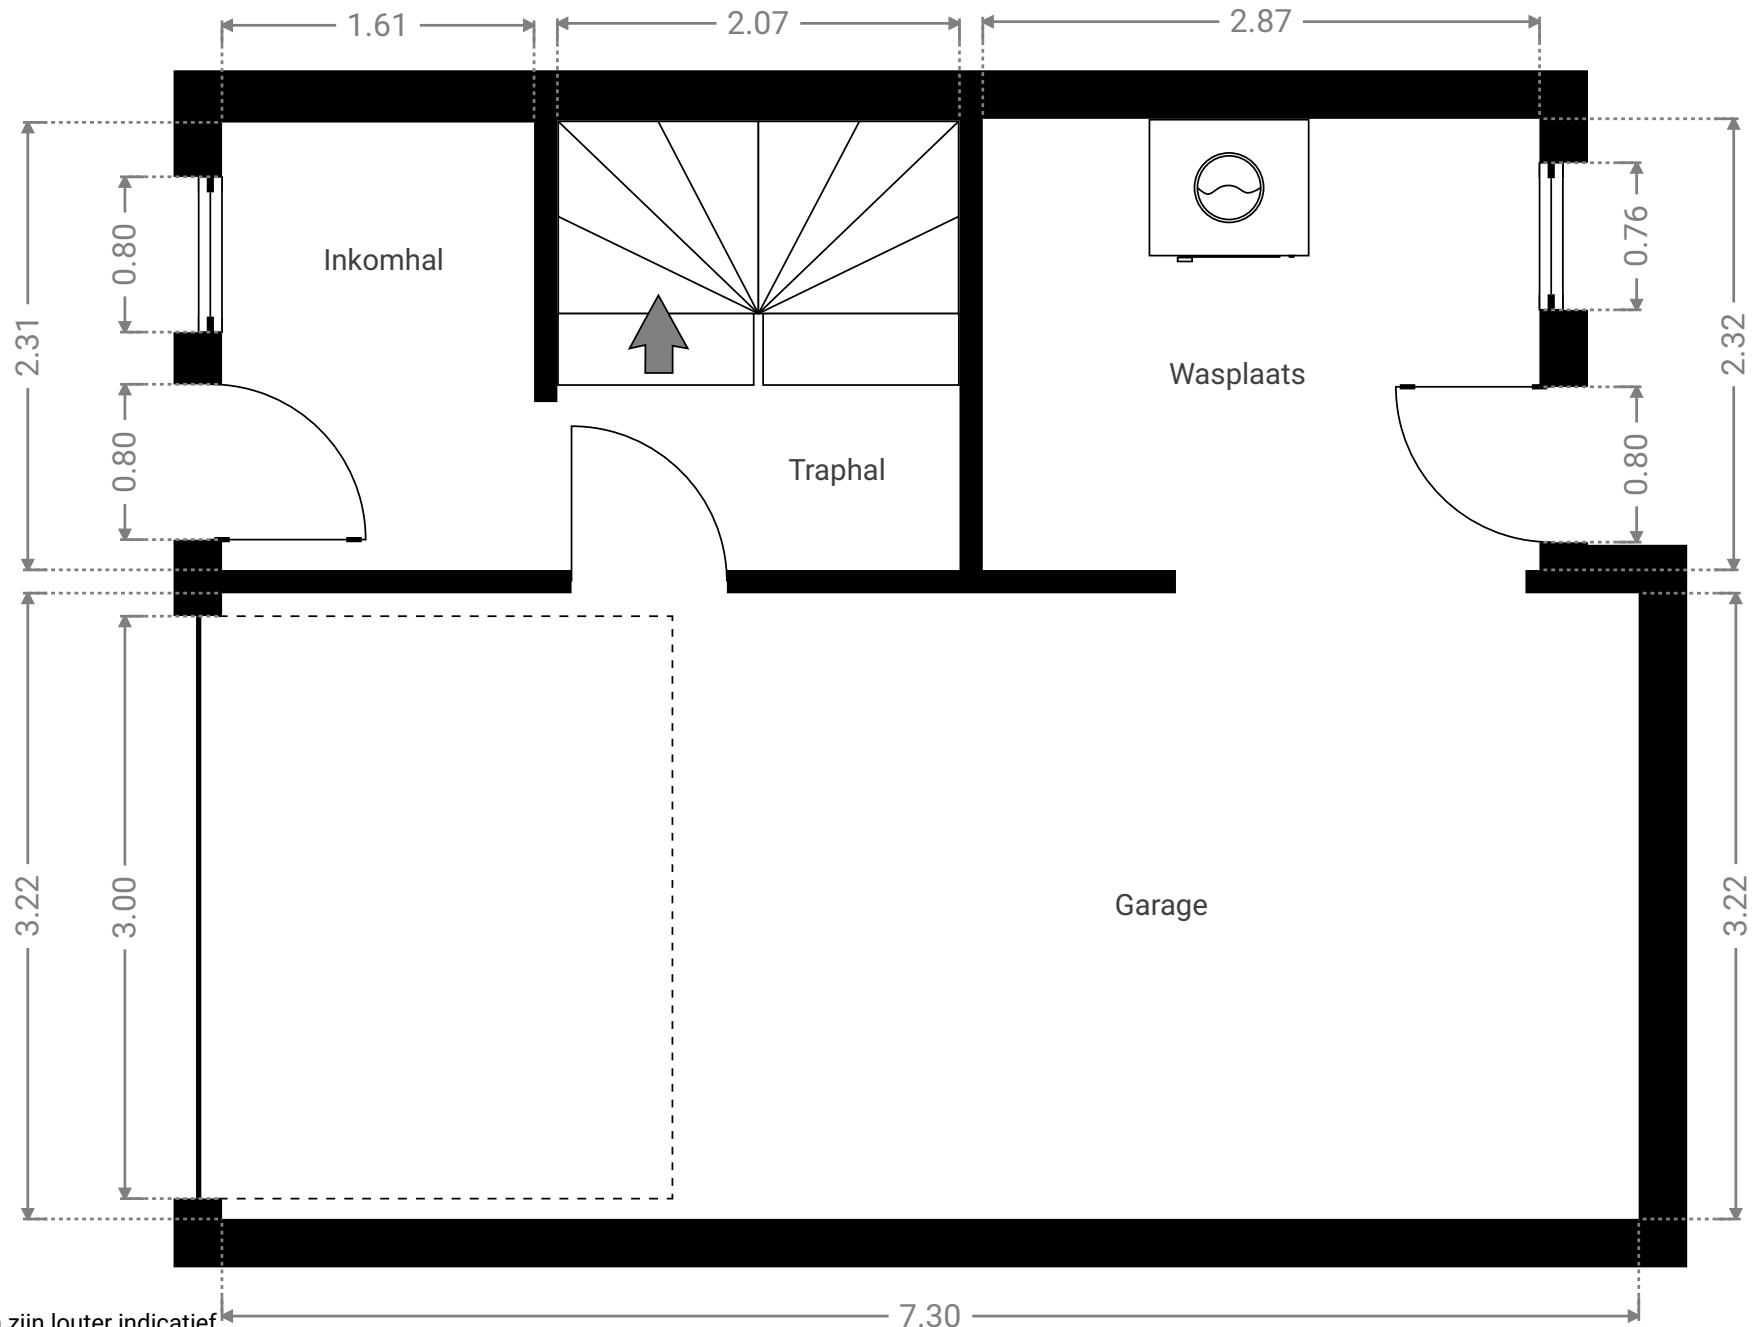 1.61
2.07
2.87
0.80
0.76
Inkomhal
2.31
2.32
Wasplaats
0.80
0.80
Traphal
3.22
3.00
Garage
3.22
zijn louter indicatief
7.30